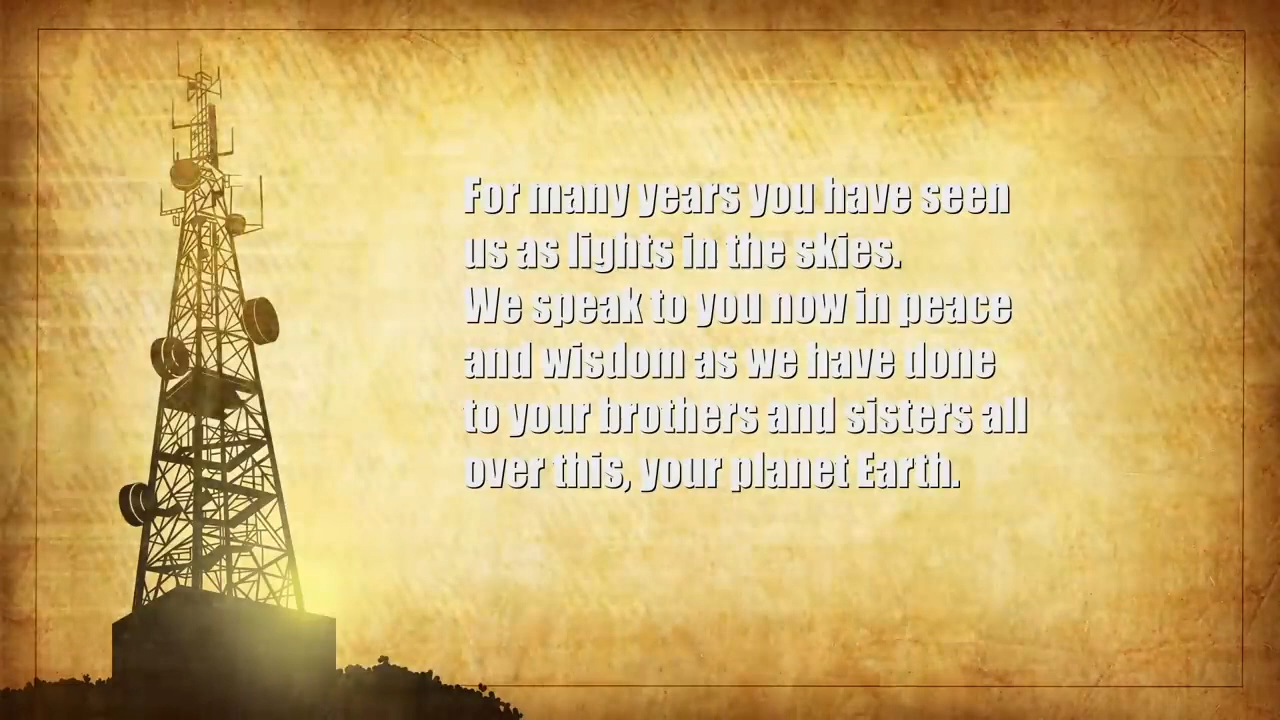 For many years you have seen
us as lights in the skies.
We speak to you now in peace
and wisdom as we have done
to your brothers and sisters all
over this, your planet Earth.